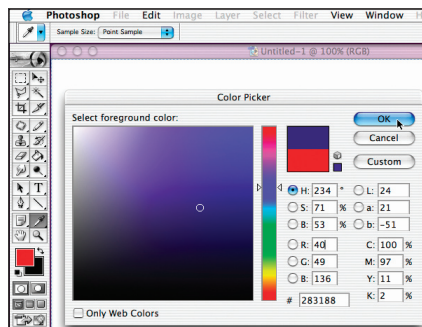 Photoshop File Edit Image Layer Select Filter View Window
Sample Size: Point Sample
Untitled-1 @ 100% (RGB)
Color Picker
Select foreground color:
OK
Cancel
Custom
H: 234 ° L: 24
S: 71 % a: 21
B: 53 % b: -51
R: 40 C: 100 %
G: 49 M: 97 %
B: 136 Y: 11 %
# 283188 K: 2 %
Only Web Colors